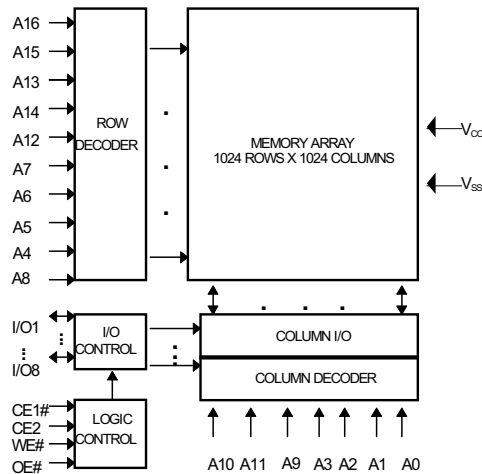 A16
A15
A13
A14
A12
A7
A6
A5
A4
A8
ROW
DECODER
MEMORY ARRAY
1024 ROWS X 1024 COLUMNS
VCC
VSS
I/O1
I/O8
I/O
CONTROL
COLUMN I/O
COLUMN DECODER
CE1#
CE2
WE#
OE#
LOGIC
CONTROL
A10 A11 A9 A3 A2 A1 A0